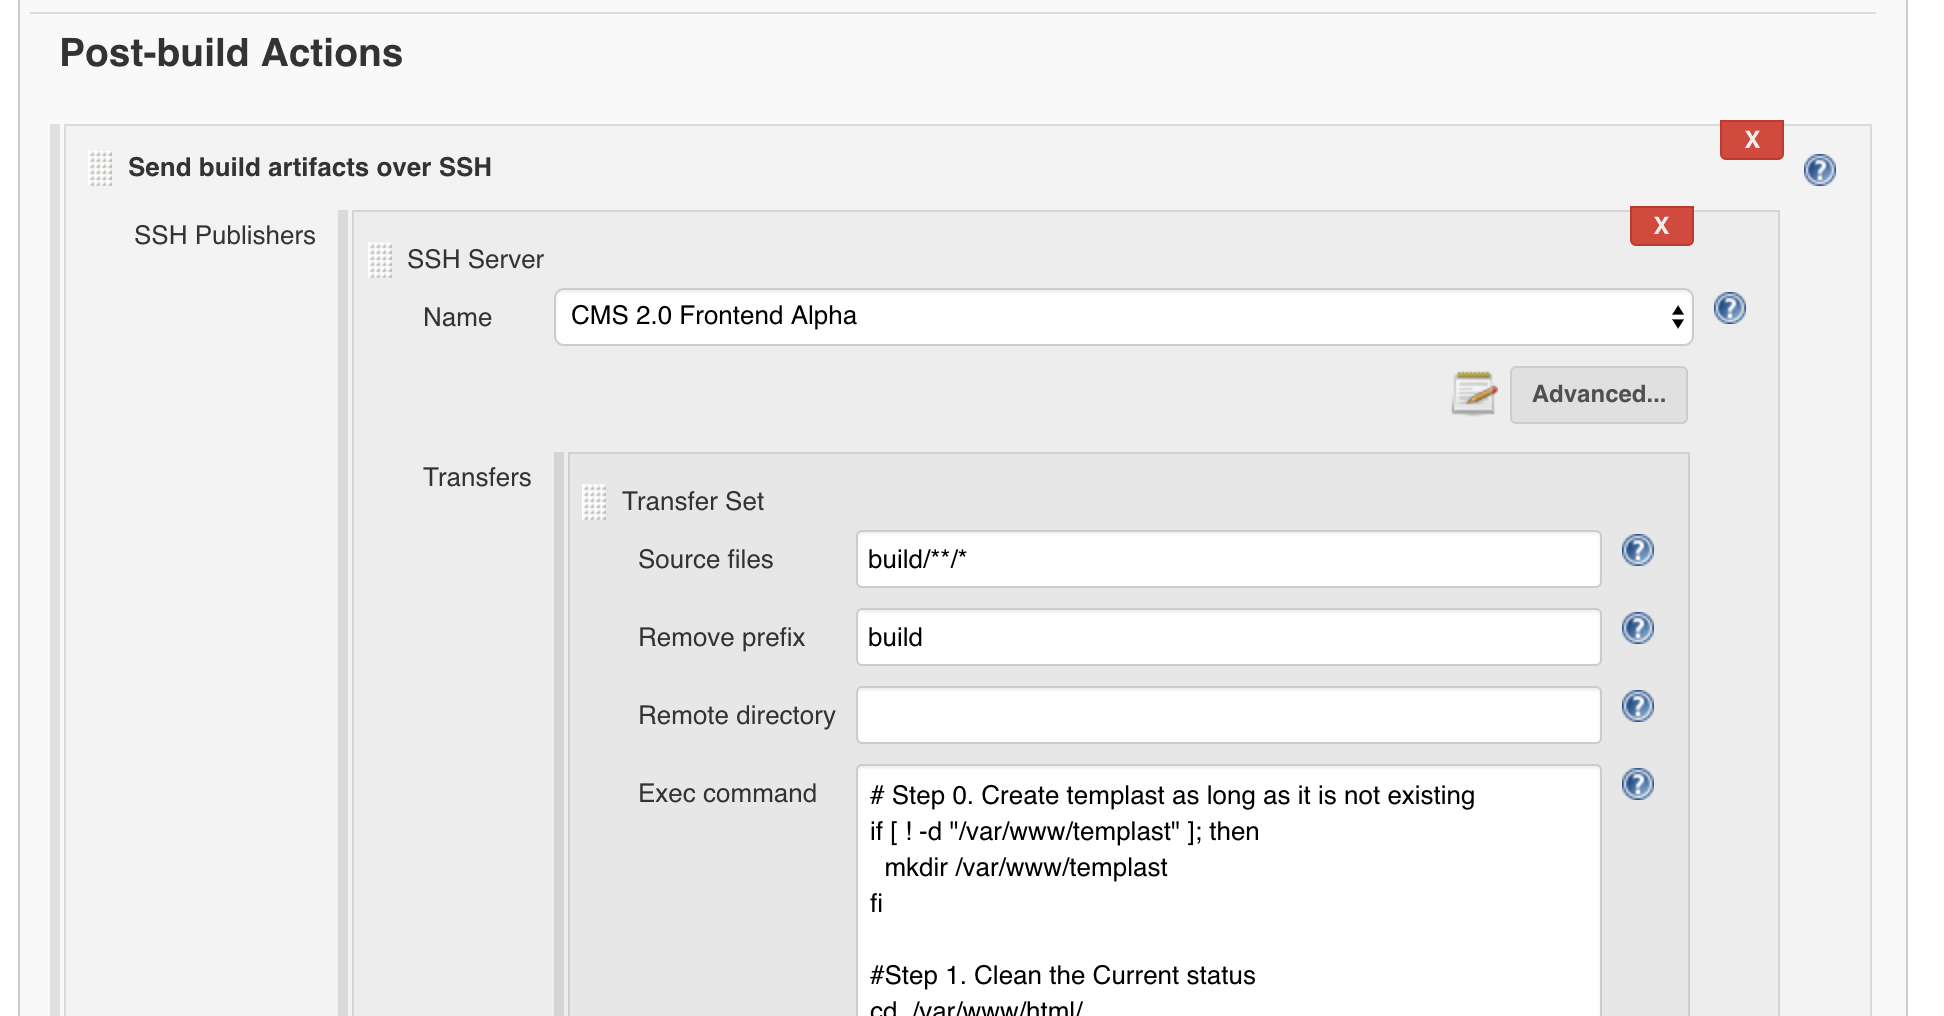 Post-build Actions
X
Send build artifacts over SSH
?
SSH Publishers
X
SSH Server
Name
CMS 2.0 Frontend Alpha
?
Advanced...
Transfers
Transfer Set
Source files
build/**/*
?
Remove prefix
build
?
Remote directory
?
Exec command
?
# Step 0. Create templast as long as it is not existing
if [ ! -d "/var/www/templast" ]; then
  mkdir /var/www/templast
fi
#Step 1. Clean the Current status
cd  /var/www/html/